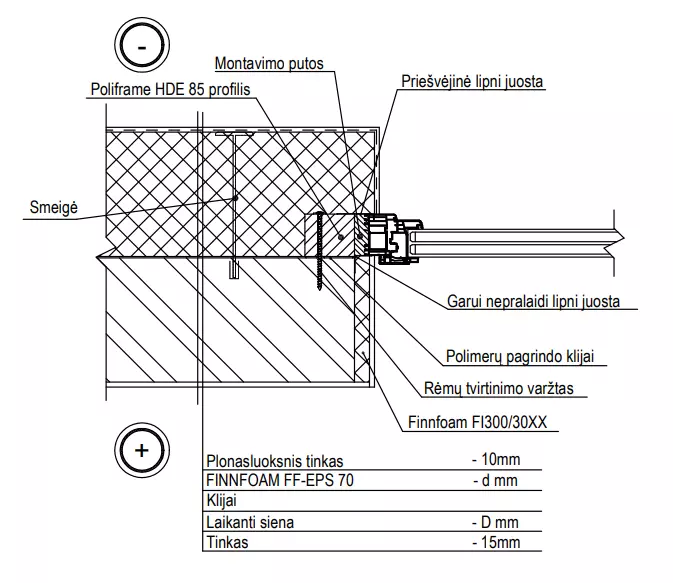 -
Montavimo putos
Priešvėjinė lipni juosta
Poliframe HDE 85 profilis
Smeigė
Garui nepralaidi lipni juosta
Polimerų pagrindo klijai
Rėmų tvirtinimo varžtas
Finnfoam FI300/30XX
+
Plonasluoksnis tinkas - 10mm
FINNFOAM FF-EPS 70 - d mm
Klijai
Laikanti siena - D mm
Tinkas - 15mm